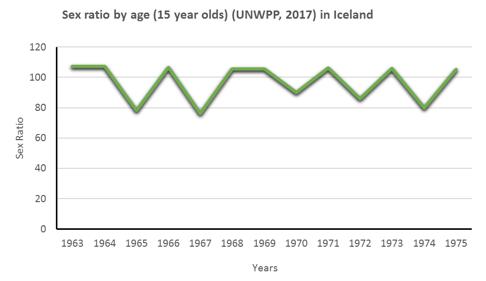 Sex ratio by age (15 year olds) (UNWPP, 2017) in Iceland
120
100
80
60
40
20
0
Sex Ratio
1963 1964 1965 1966 1967 1968 1969 1970 1971 1972 1973 1974 1975
Years